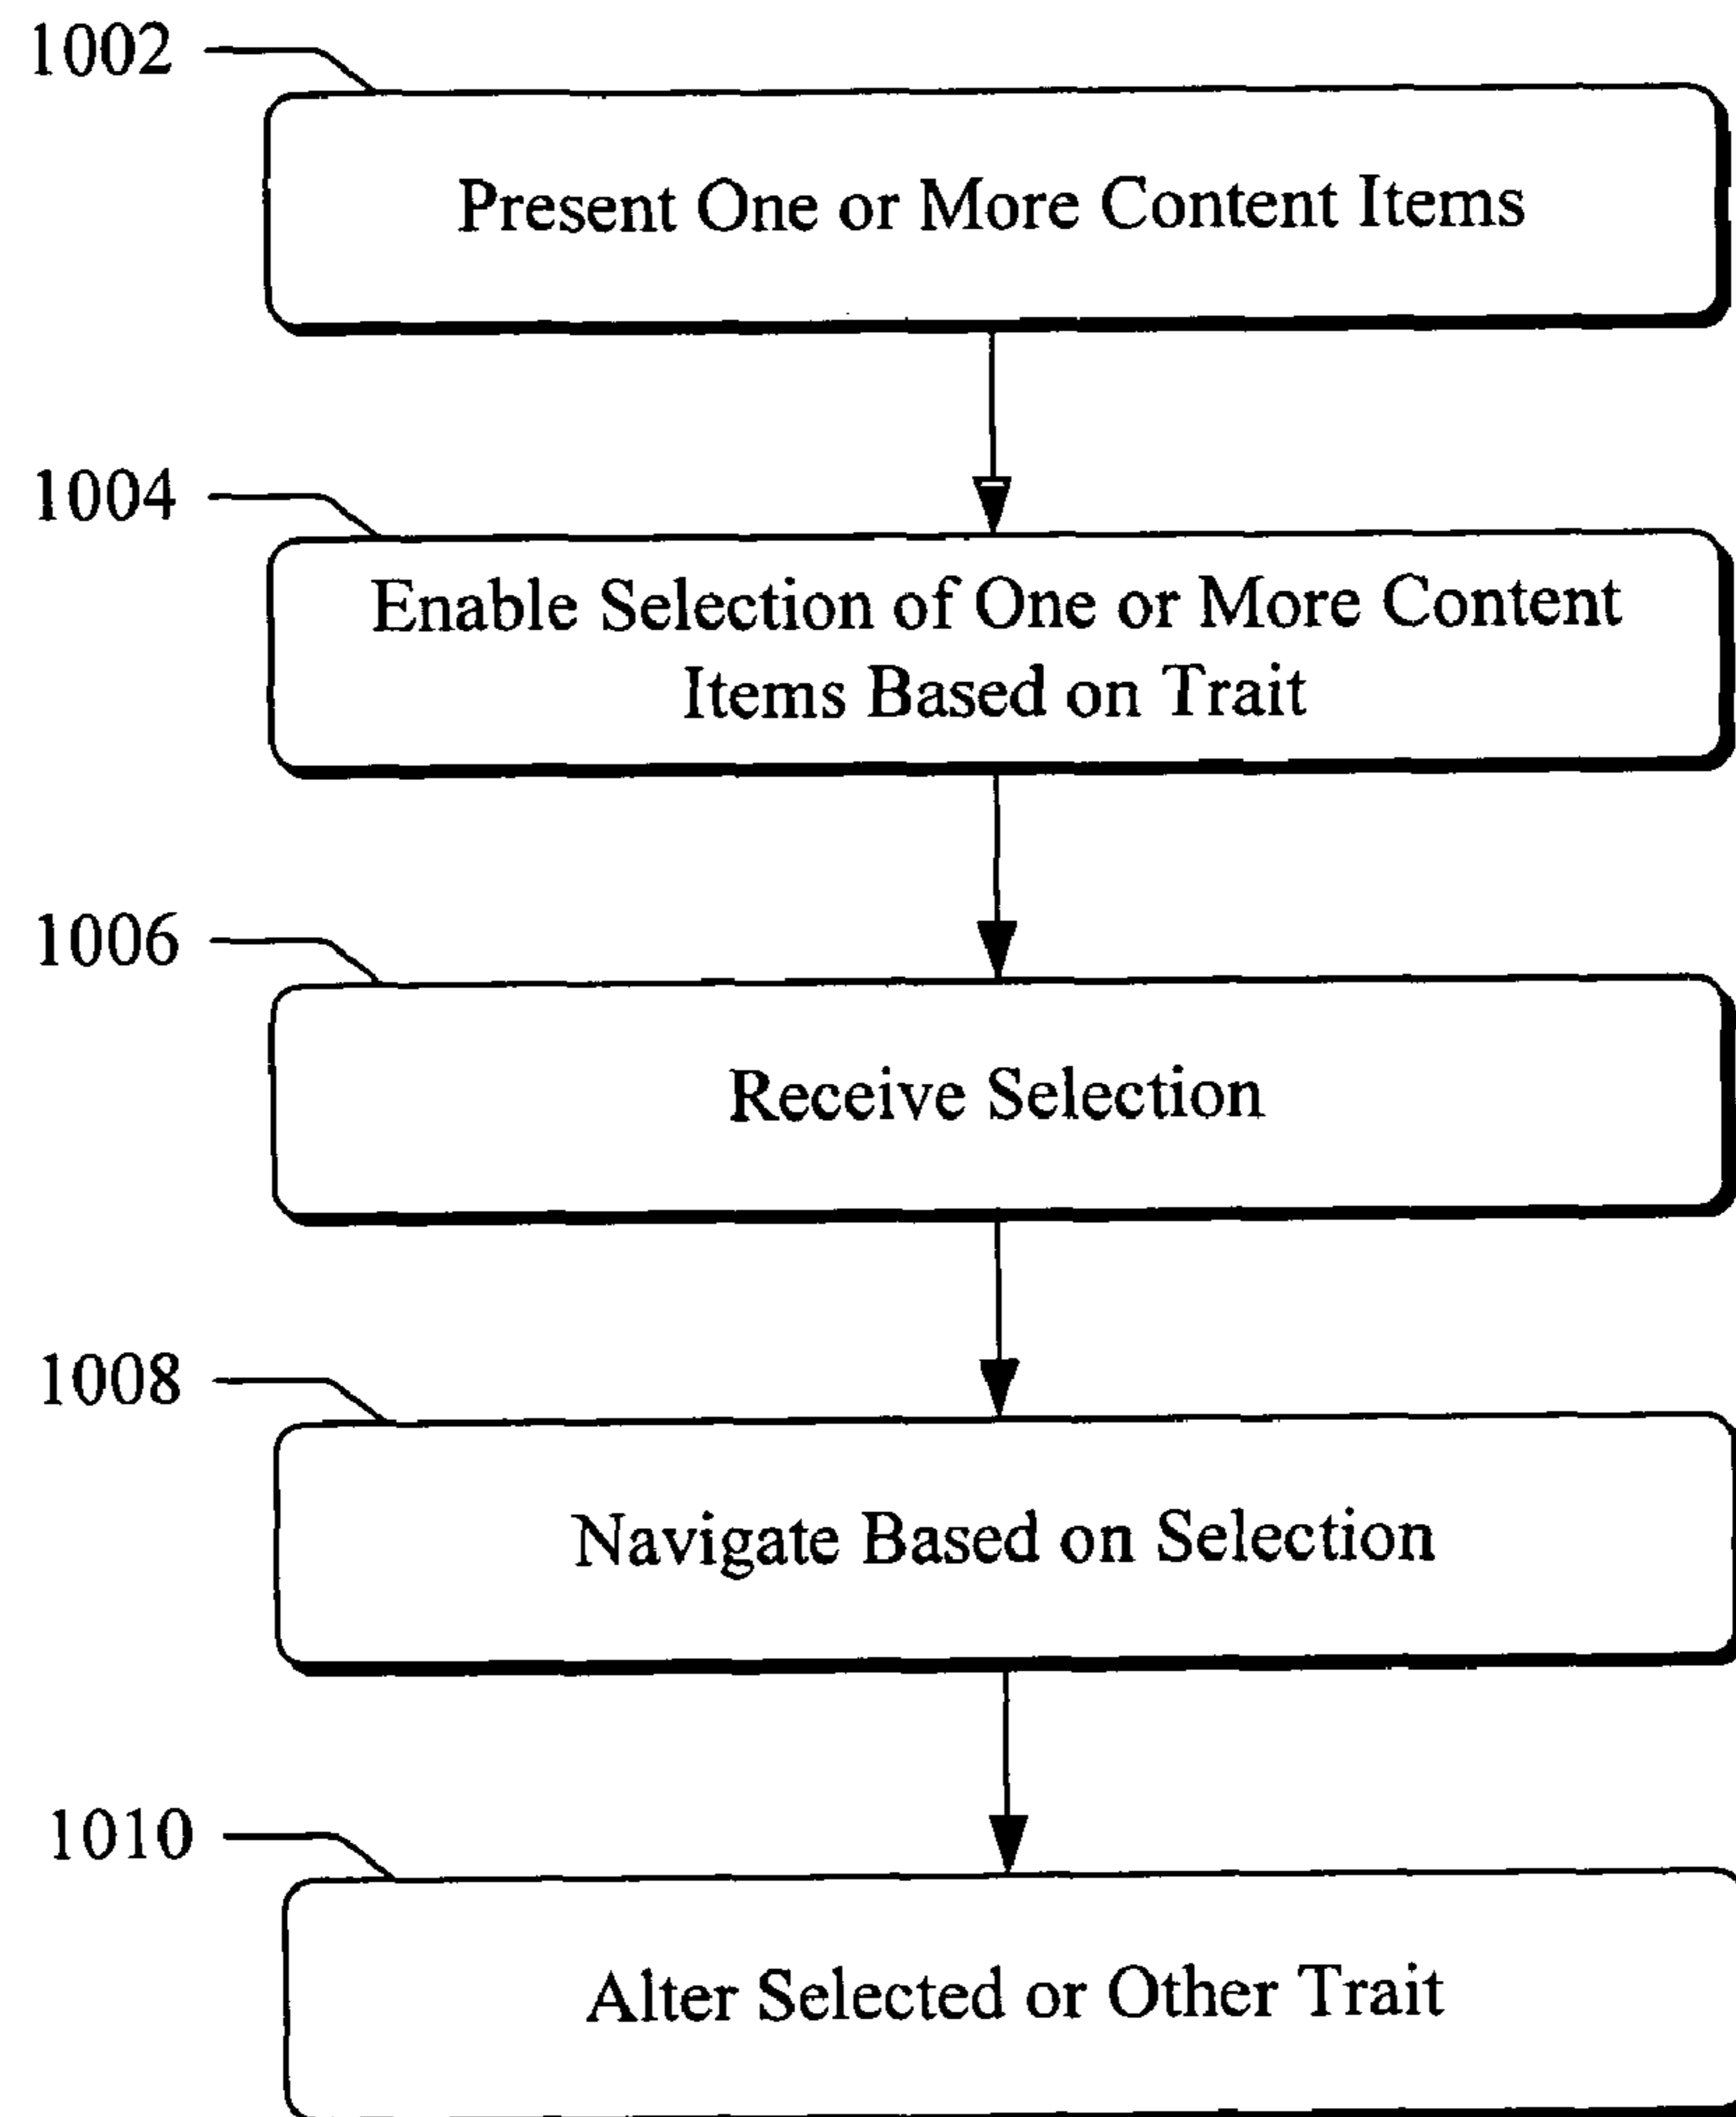 1002
Present One or More Content Items
1004
Enable Selection of One or More Content
Items Based on Trait
1006
Receive Selection
1008
Navigate Based on Selection
1010
Alter Selected or Other Trait